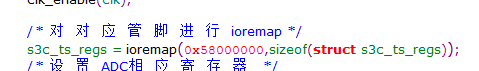 clk_enable(clk);
/* 对 对 应 管 脚 进 行 ioremap */
s3c_ts_regs = ioremap(0x58000000,sizeof(struct s3c_ts_regs));
/* 设 置 ADC相 应 寄 存 器 */